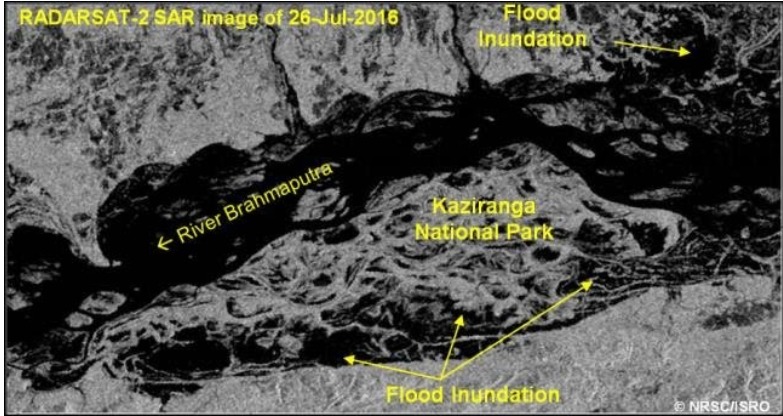 RADARSAT-2 SAR image of 26-Jul-2016
Flood
Inundation
← River Brahmaputra
Kaziranga
National Park
Flood Inundation
© NRSC/ISRO